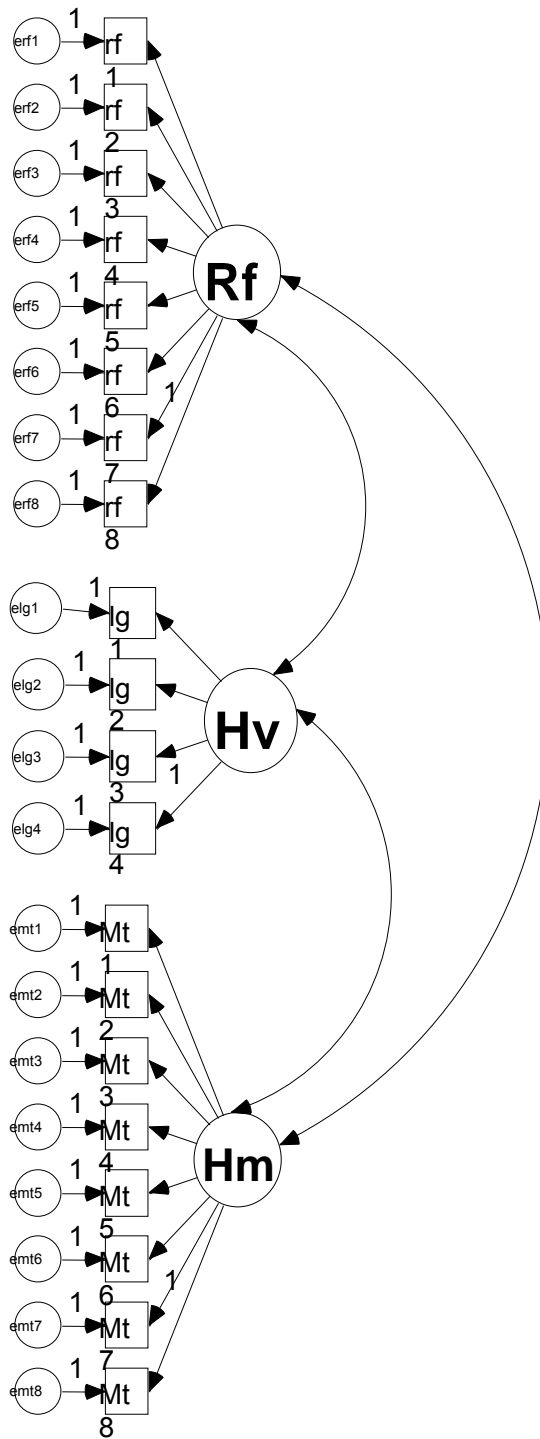 erf1 1 rf 1
erf2 1 rf 2
erf3 1 rf 3
erf4 1 rf 4
Rf
erf5 1 rf 5
erf6 1 rf 6
1
erf7 1 rf 7
erf8 1 rf 8
elg1 1 lg 1
elg2 1 lg 2
Hv
elg3 1 lg 3
1
elg4 1 lg 4
emt1 1 Mt 1
emt2 1 Mt 2
emt3 1 Mt 3
emt4 1 Mt 4
Hm
emt5 1 Mt 5
emt6 1 Mt 6
1
emt7 1 Mt 7
emt8 1 Mt 8